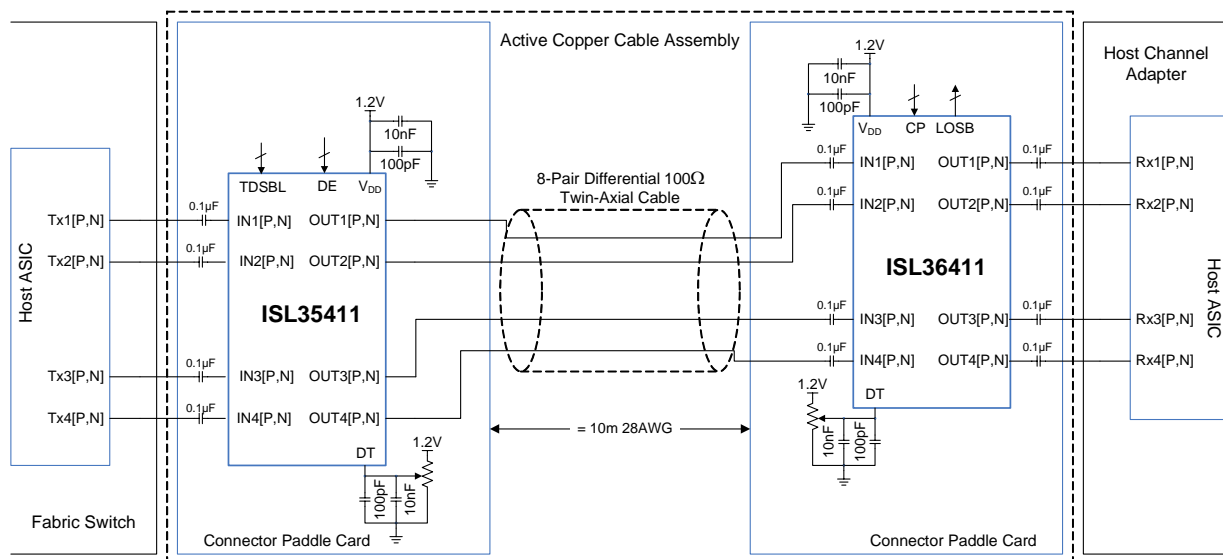 Active Copper Cable Assembly
Fabric Switch
Host ASIC
Tx1[P,N]
Tx2[P,N]
Tx3[P,N]
Tx4[P,N]
0.1µF
0.1µF
0.1µF
0.1µF
1.2V
10nF
100pF
TDSBL
DE
VDD
IN1[P,N]
OUT1[P,N]
IN2[P,N]
OUT2[P,N]
ISL35411
IN3[P,N]
OUT3[P,N]
IN4[P,N]
OUT4[P,N]
DT
1.2V
100pF
10nF
Connector Paddle Card
8-Pair Differential 100Ω
Twin-Axial Cable
= 10m 28AWG
1.2V
10nF
100pF
VDD
CP
LOSB
0.1µF
0.1µF
0.1µF
0.1µF
IN1[P,N]
OUT1[P,N]
IN2[P,N]
OUT2[P,N]
ISL36411
IN3[P,N]
OUT3[P,N]
IN4[P,N]
OUT4[P,N]
DT
1.2V
10nF
100pF
0.1µF
0.1µF
0.1µF
0.1µF
Connector Paddle Card
Host Channel
Adapter
Rx1[P,N]
Rx2[P,N]
Rx3[P,N]
Rx4[P,N]
Host ASIC